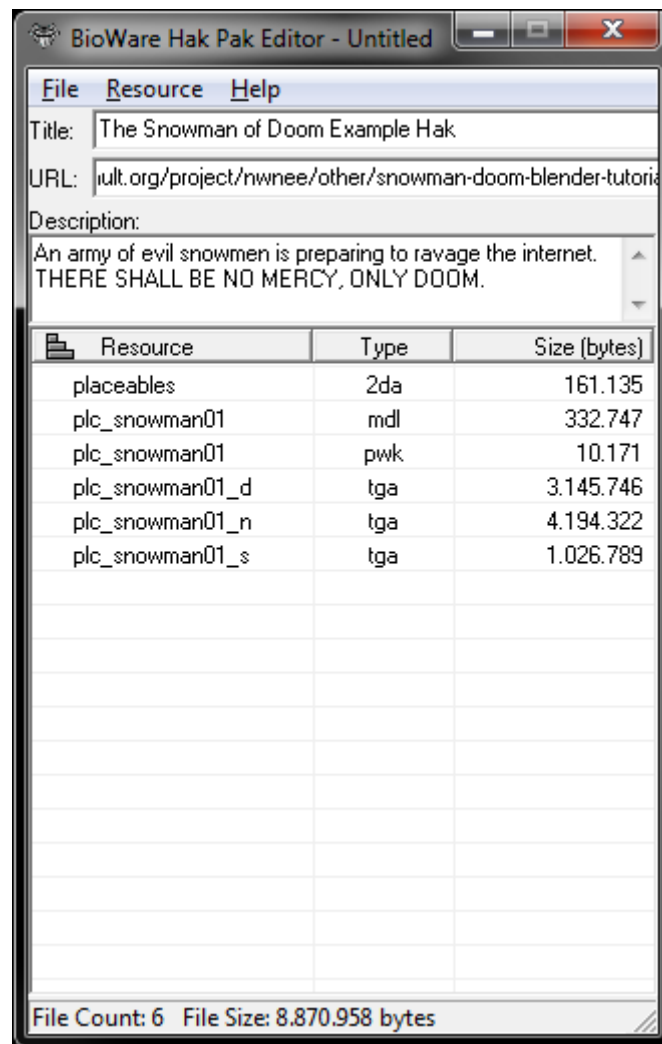 BioWare Hak Pak Editor - Untitled
File Resource Help
Title: The Snowman of Doom Example Hak
URL: ult.org/project/nwnee/other/snowman-doom-blender-tutoria
Description:
An army of evil snowmen is preparing to ravage the internet.
THERE SHALL BE NO MERCY, ONLY DOOM.
Resource Type Size (bytes)
placeables 2da 161.135
plc_snowman01 mdl 332.747
plc_snowman01 pwk 10.171
plc_snowman01_d tga 3.145.746
plc_snowman01_n tga 4.194.322
plc_snowman01_s tga 1.026.789
File Count: 6 File Size: 8.870.958 bytes